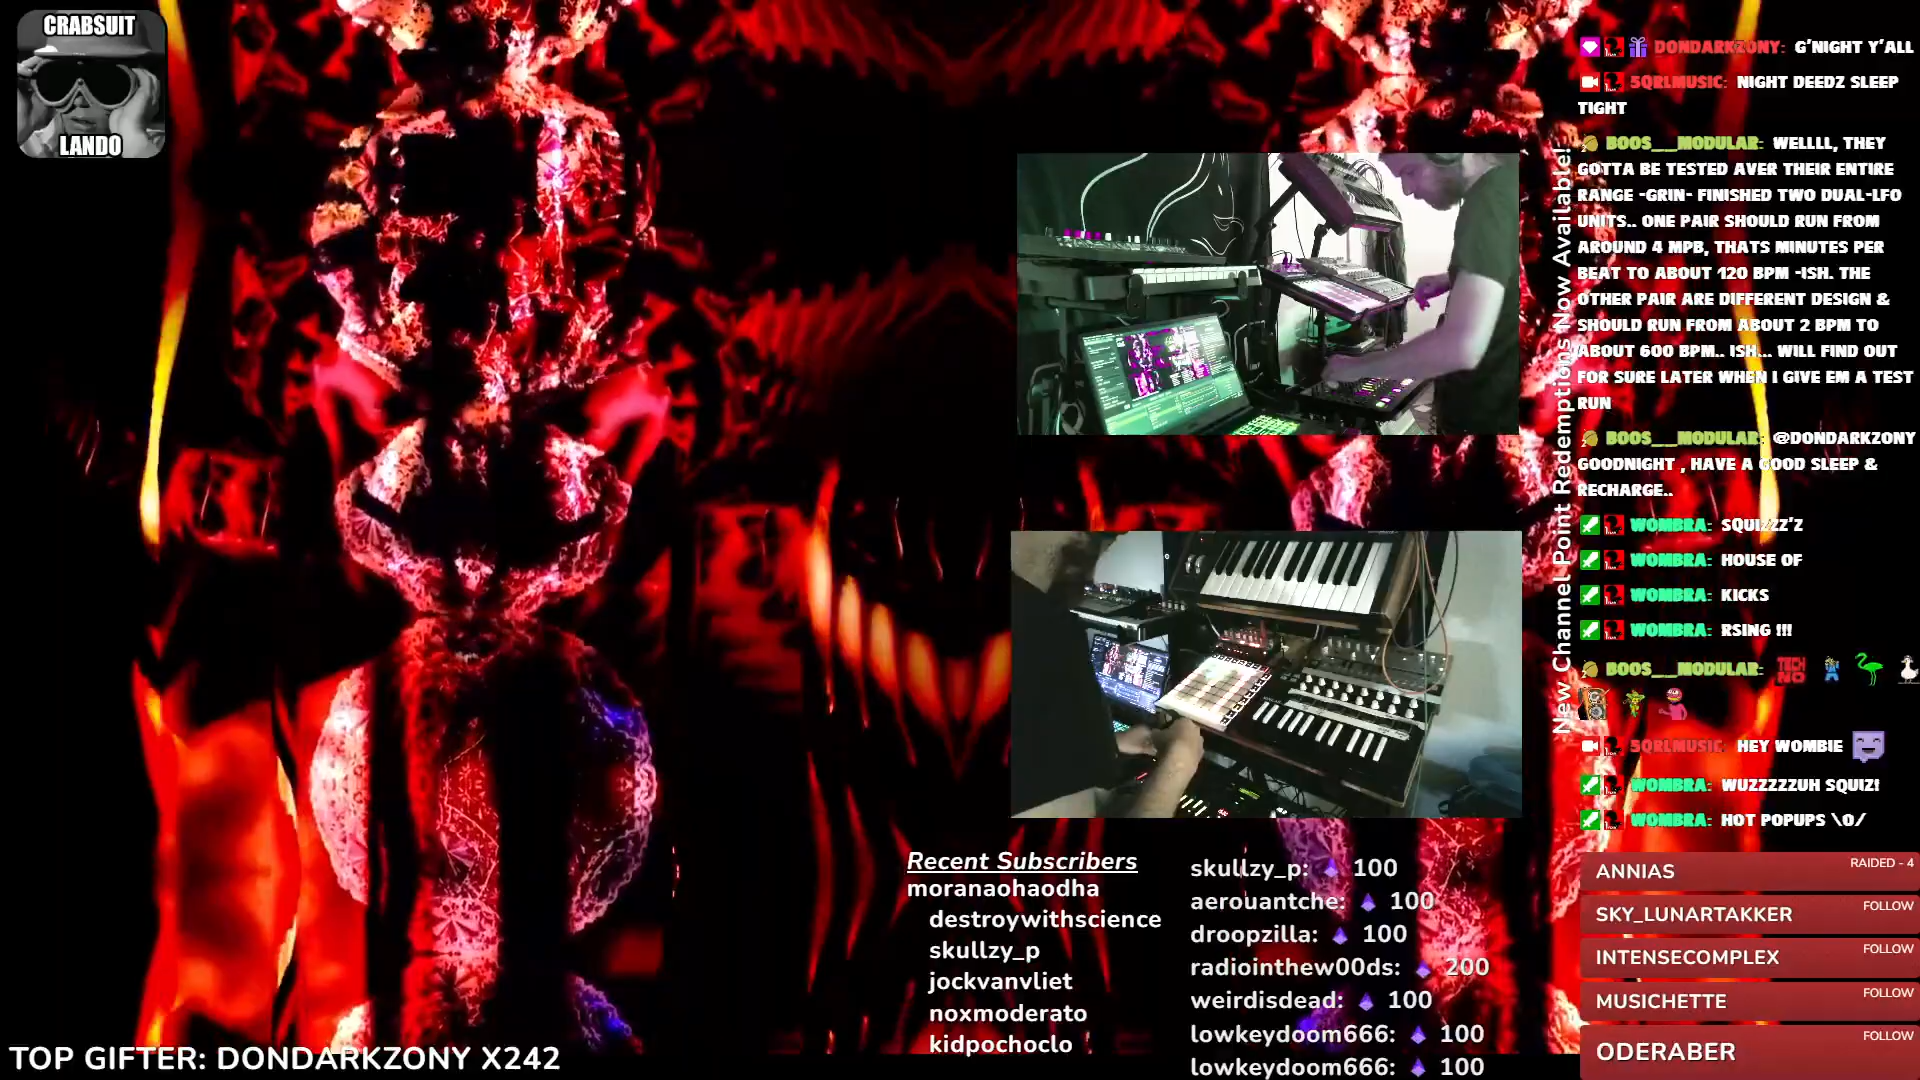 CRABSUIT
LANDO
DONDARKZONY: G'NIGHT Y'ALL
5QRLMUSIC: NIGHT DEEDZ SLEEP
TIGHT
BOOS__MODULAR: WELLLL, THEY
GOTTA BE TESTED AVER THEIR ENTIRE
RANGE -GRIN- FINISHED TWO DUAL-LFO
UNITS.. ONE PAIR SHOULD RUN FROM
AROUND 4 MPB, THATS MINUTES PER
BEAT TO ABOUT 120 BPM -ISH. THE
OTHER PAIR ARE DIFFERENT DESIGN &
SHOULD RUN FROM ABOUT 2 BPM TO
ABOUT 600 BPM.. ISH... WILL FIND OUT
FOR SURE LATER WHEN I GIVE EM A TEST
RUN
BOOS__MODULAR: @DONDARKZONY
GOODNIGHT , HAVE A GOOD SLEEP &
RECHARGE..
WOMBRA: SQUIZZZ'Z
WOMBRA: HOUSE OF
WOMBRA: KICKS
WOMBRA: RSING !!!
BOOS__MODULAR: TECH
NO
5QRLMUSIC: HEY WOMBIE
WOMBRA: WUZZZZZUH SQUIZ!
WOMBRA: HOT POPUPS \O/
New Channel Point Redemptions Now Available!
ANNIAS RAIDED - 4
SKY_LUNARTAKKER FOLLOW
INTENSECOMPLEX FOLLOW
MUSICHETTE FOLLOW
ODERABER FOLLOW
Recent Subscribers
moranaohaodha
destroywithscience
skullzy_p
jockvanvliet
noxmoderato
kidpochoclo
skullzy_p: 100
aerouantche: 100
droopzilla: 100
radiointhew00ds: 200
weirdisdead: 100
lowkeydoom666: 100
lowkeydoom666: 100
TOP GIFTER: DONDARKZONY X242